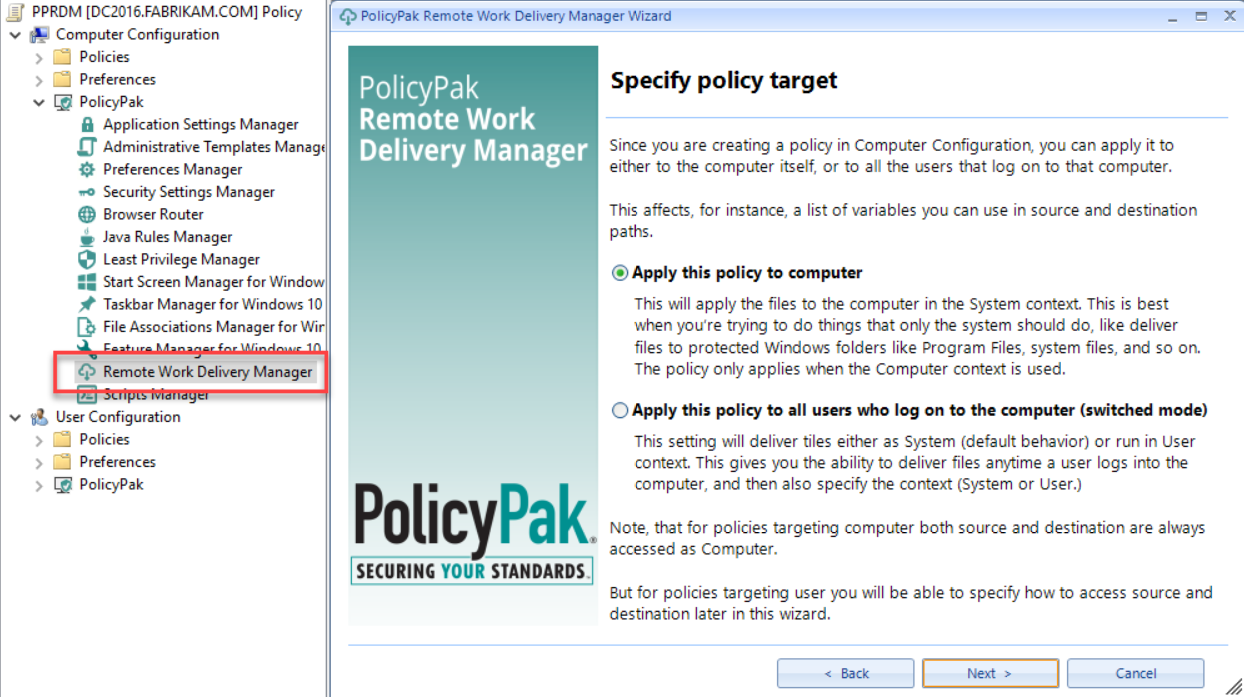 PPRDM [DC2016.FABRIKAM.COM] Policy
Computer Configuration
Policies
Preferences
PolicyPak
Application Settings Manager
Administrative Templates Manage
Preferences Manager
Security Settings Manager
Browser Router
Java Rules Manager
Least Privilege Manager
Start Screen Manager for Window
Taskbar Manager for Windows 10
File Associations Manager for Win
Feature Manager for Windows 10
Remote Work Delivery Manager
Scripts Manager
User Configuration
Policies
Preferences
PolicyPak
PolicyPak Remote Work Delivery Manager Wizard
PolicyPak
Remote Work
Delivery Manager
PolicyPak®
SECURING YOUR STANDARDS
Specify policy target
Since you are creating a policy in Computer Configuration, you can apply it to
either to the computer itself, or to all the users that log on to that computer.
This affects, for instance, a list of variables you can use in source and destination
paths.
Apply this policy to computer
This will apply the files to the computer in the System context. This is best
when you're trying to do things that only the system should do, like deliver
files to protected Windows folders like Program Files, system files, and so on.
The policy only applies when the Computer context is used.
Apply this policy to all users who log on to the computer (switched mode)
This setting will deliver tiles either as System (default behavior) or run in User
context. This gives you the ability to deliver files anytime a user logs into the
computer, and then also specify the context (System or User.)
Note, that for policies targeting computer both source and destination are always
accessed as Computer.
But for policies targeting user you will be able to specify how to access source and
destination later in this wizard.
< Back
Next >
Cancel